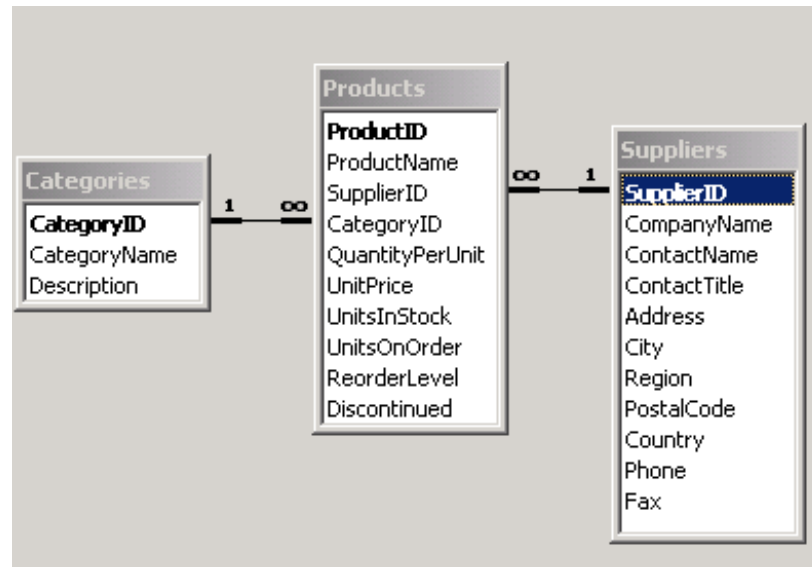 Categories
CategoryID
CategoryName
Description
1 ∞
Products
ProductID
ProductName
SupplierID
CategoryID
QuantityPerUnit
UnitPrice
UnitsInStock
UnitsOnOrder
ReorderLevel
Discontinued
∞ 1
Suppliers
SupplierID
CompanyName
ContactName
ContactTitle
Address
City
Region
PostalCode
Country
Phone
Fax